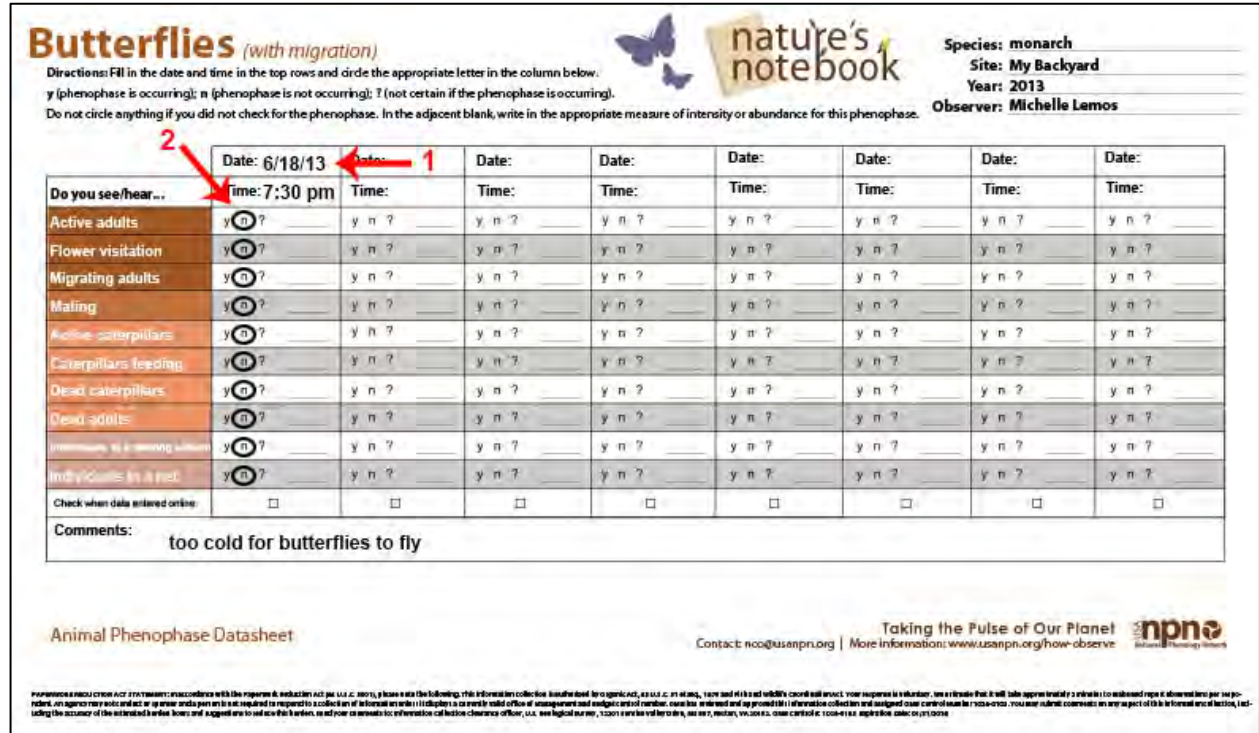 Butterflies (with migration)
Directions: Fill in the date and time in the top rows and circle the appropriate letter in the column below.
y (phenophase is occurring); n (phenophase is not occurring); ? (not certain if the phenophase is occurring).
Do not circle anything if you did not check for the phenophase. In the adjacent blank, write in the appropriate measure of intensity or abundance for this phenophase.
nature's
notebook
Species: monarch
Site: My Backyard
Year: 2013
Observer: Michelle Lemos
2
1
Date: 6/18/13 Date: Date: Date: Date: Date: Date: Date:
Do you see/hear... Time: 7:30 pm Time: Time: Time: Time: Time: Time: Time:
Active adults y n ? y n ? y n ? y n ? y n ? y n ? y n ? y n ?
Flower visitation y n ? y n ? y n ? y n ? y n ? y n ? y n ? y n ?
Migrating adults y n ? y n ? y n ? y n ? y n ? y n ? y n ? y n ?
Mating y n ? y n ? y n ? y n ? y n ? y n ? y n ? y n ?
Active caterpillars y n ? y n ? y n ? y n ? y n ? y n ? y n ? y n ?
Caterpillars feeding y n ? y n ? y n ? y n ? y n ? y n ? y n ? y n ?
Dead caterpillars y n ? y n ? y n ? y n ? y n ? y n ? y n ? y n ?
Dead adults y n ? y n ? y n ? y n ? y n ? y n ? y n ? y n ?
y n ? y n ? y n ? y n ? y n ? y n ? y n ? y n ?
Individuals in a net y n ? y n ? y n ? y n ? y n ? y n ? y n ? y n ?
Check when data entered online:
Comments:
too cold for butterflies to fly
Animal Phenophase Datasheet
Taking the Pulse of Our Planet
Contact: nco@usanpn.org | More information: www.usanpn.org/how-observe
USA
npn
National Phenology Network